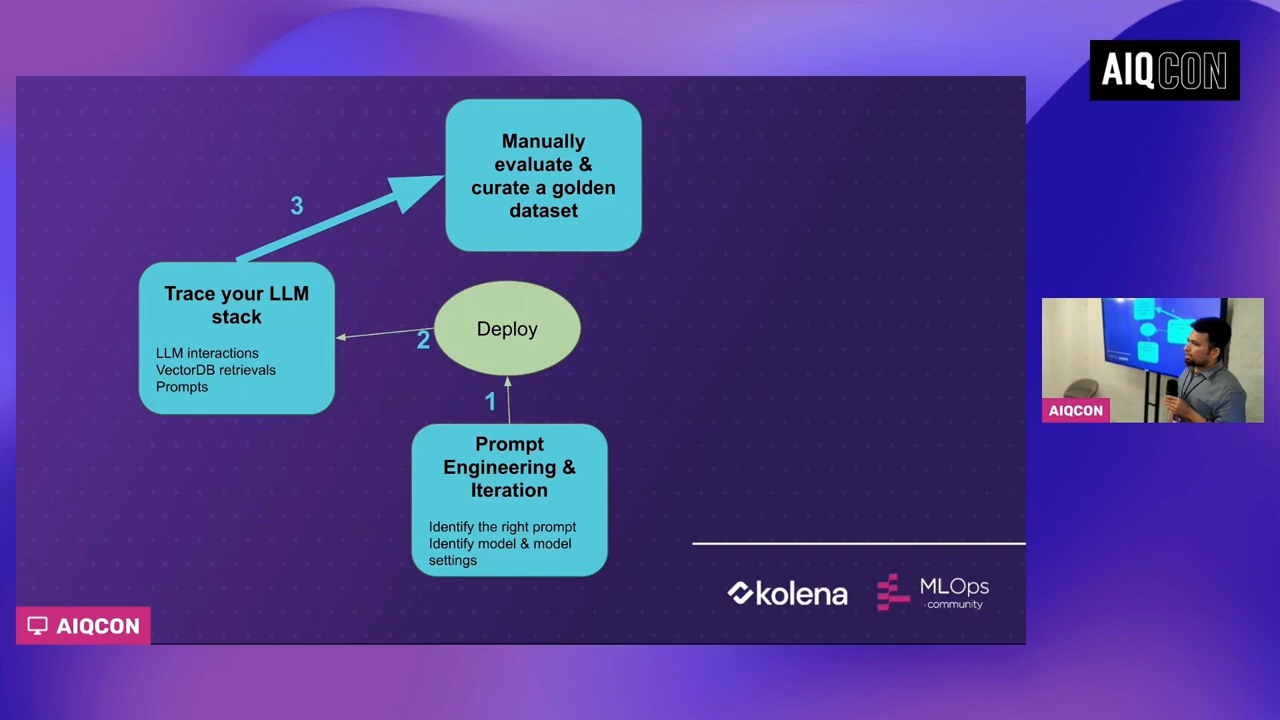 AIQCON
Manually
evaluate &
curate a golden
dataset
3
Trace your LLM
stack
LLM interactions
VectorDB retrievals
Prompts
Deploy
2
1
Prompt
Engineering &
Iteration
Identify the right prompt
Identify model & model
settings
AIQCON
kolena
MLOps
.community
AIQCON